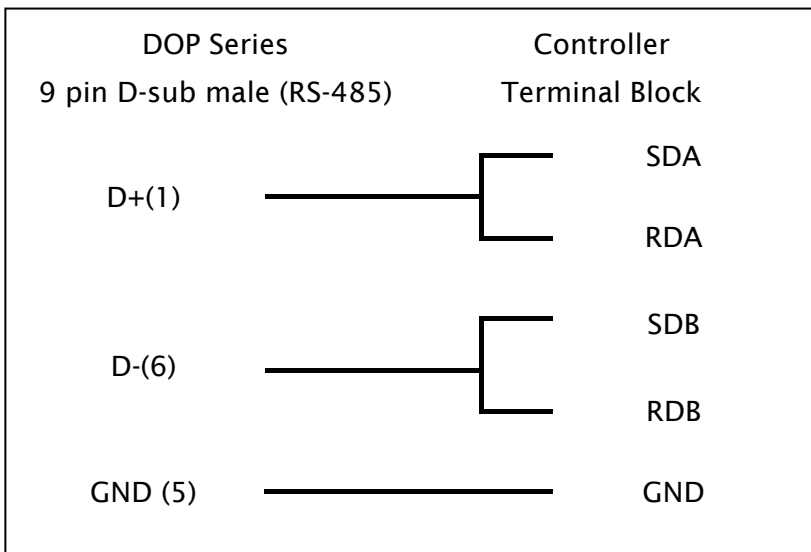 DOP Series Controller
9 pin D-sub male (RS-485) Terminal Block
SDA
D+(1)
RDA
SDB
D-(6)
RDB
GND (5) GND